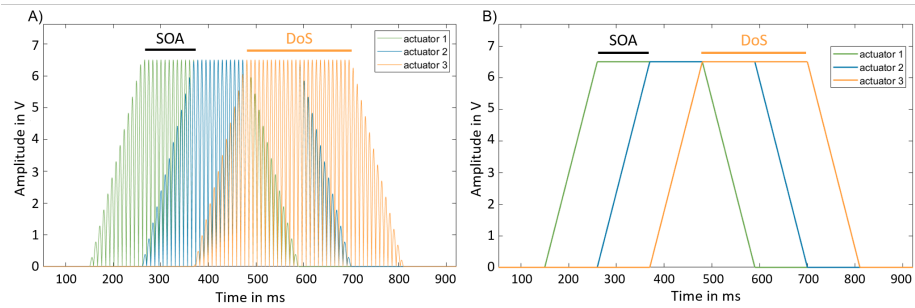 A)
SOA
DoS
actuator 1
actuator 2
actuator 3
Amplitude in V
7
6
5
4
3
2
1
0
100 200 300 400 500 600 700 800 900
Time in ms
B)
SOA
DoS
actuator 1
actuator 2
actuator 3
Amplitude in V
7
6
5
4
3
2
1
0
100 200 300 400 500 600 700 800 900
Time in ms